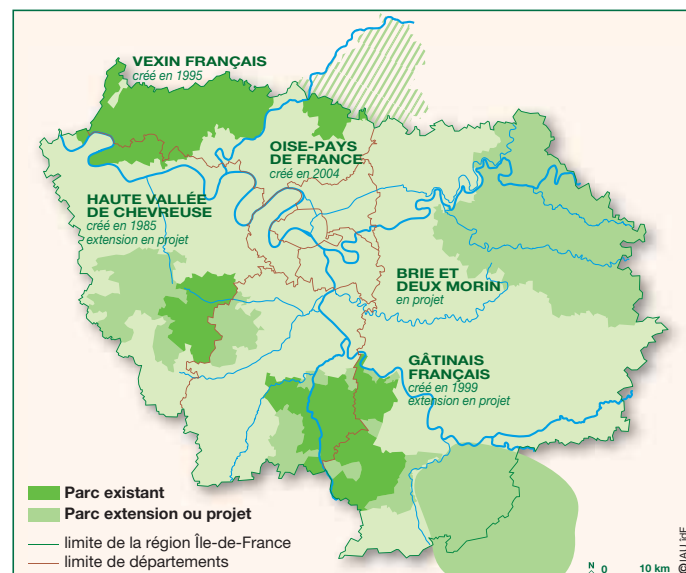 VEXIN FRANÇAIS
créé en 1995
OISE-PAYS
DE FRANCE
créé en 2004
HAUTE VALLÉE
DE CHEVREUSE
créé en 1985
extension en projet
BRIE ET
DEUX MORIN
en projet
GÂTINAIS
FRANÇAIS
créé en 1999
extension en projet
Parc existant
Parc extension ou projet
limite de la région Île-de-France
limite de départements
N
0 10 km
©IAU îdF